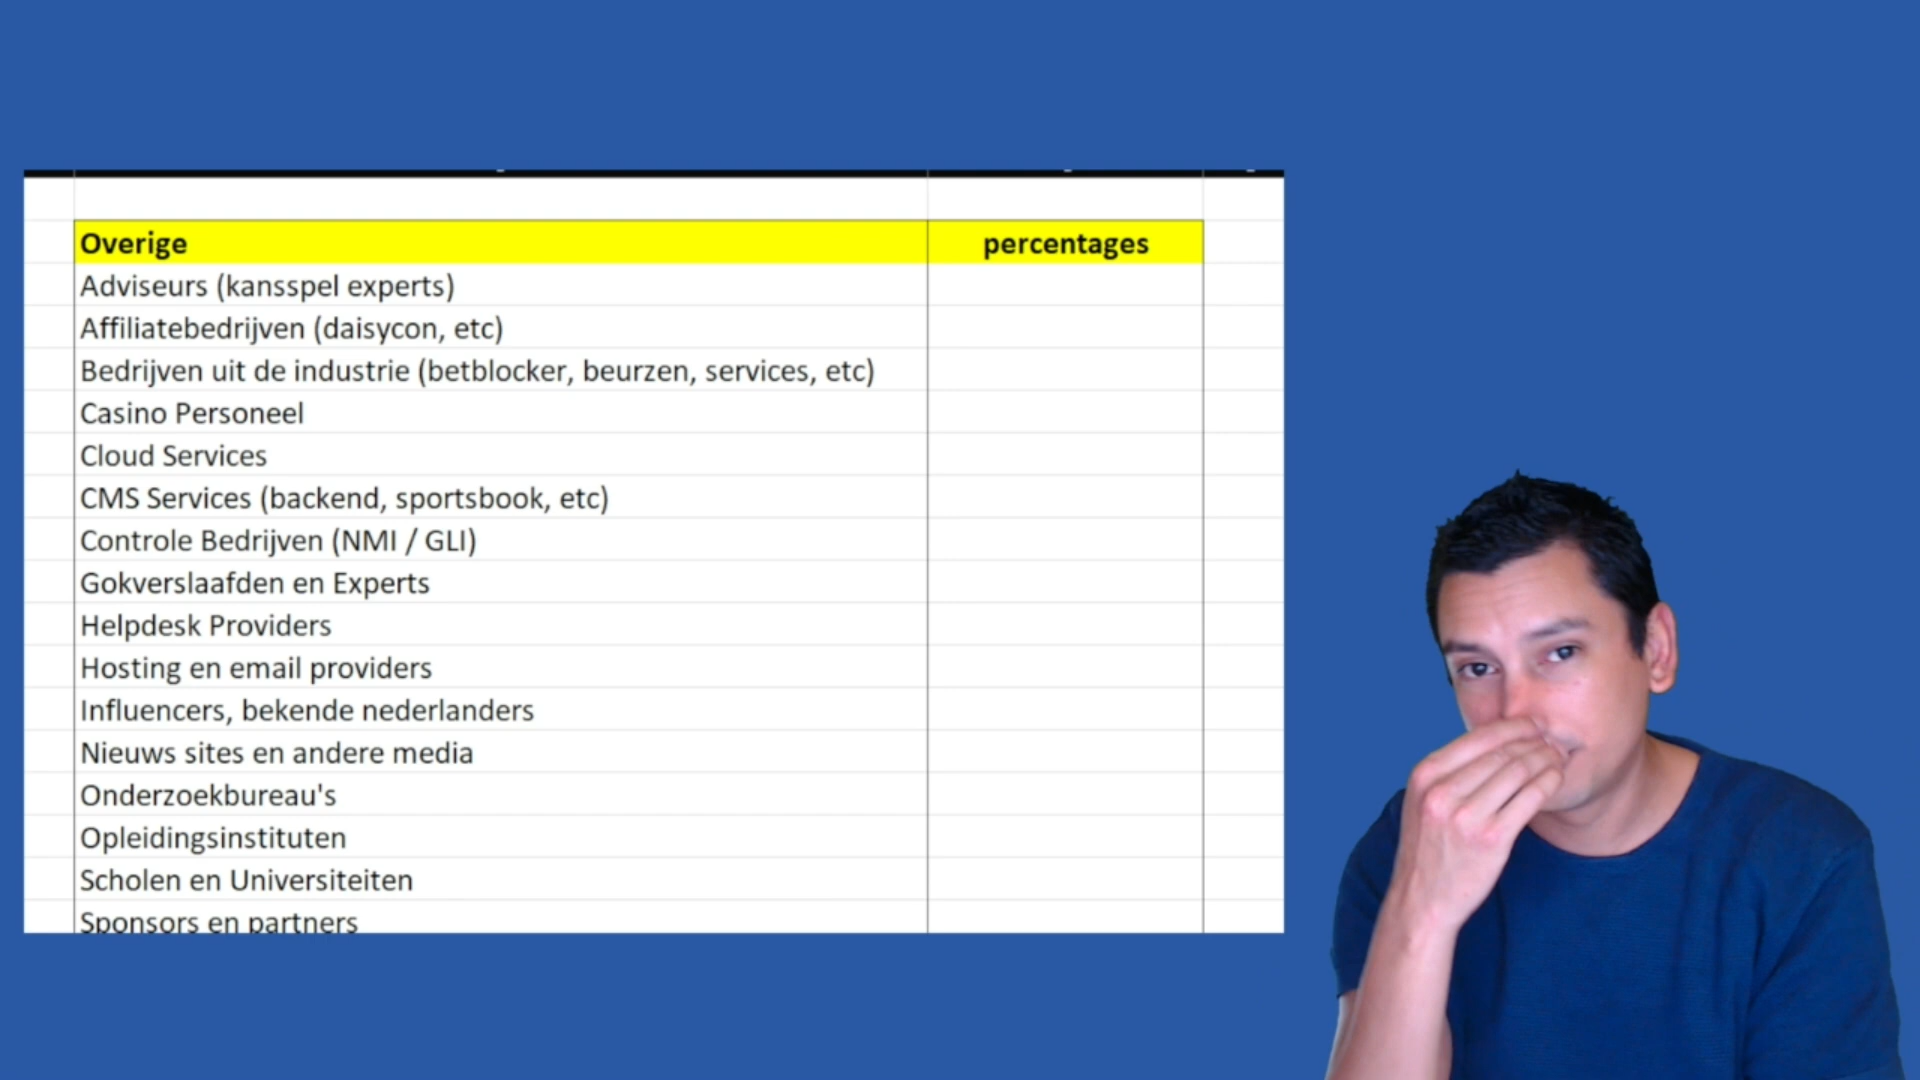 Overige percentages
Adviseurs (kansspel experts)
Affiliatebedrijven (daisycon, etc)
Bedrijven uit de industrie (betblocker, beurzen, services, etc)
Casino Personeel
Cloud Services
CMS Services (backend, sportsbook, etc)
Controle Bedrijven (NMI / GLI)
Gokverslaafden en Experts
Helpdesk Providers
Hosting en email providers
Influencers, bekende nederlanders
Nieuws sites en andere media
Onderzoekbureau's
Opleidingsinstituten
Scholen en Universiteiten
Sponsors en partners